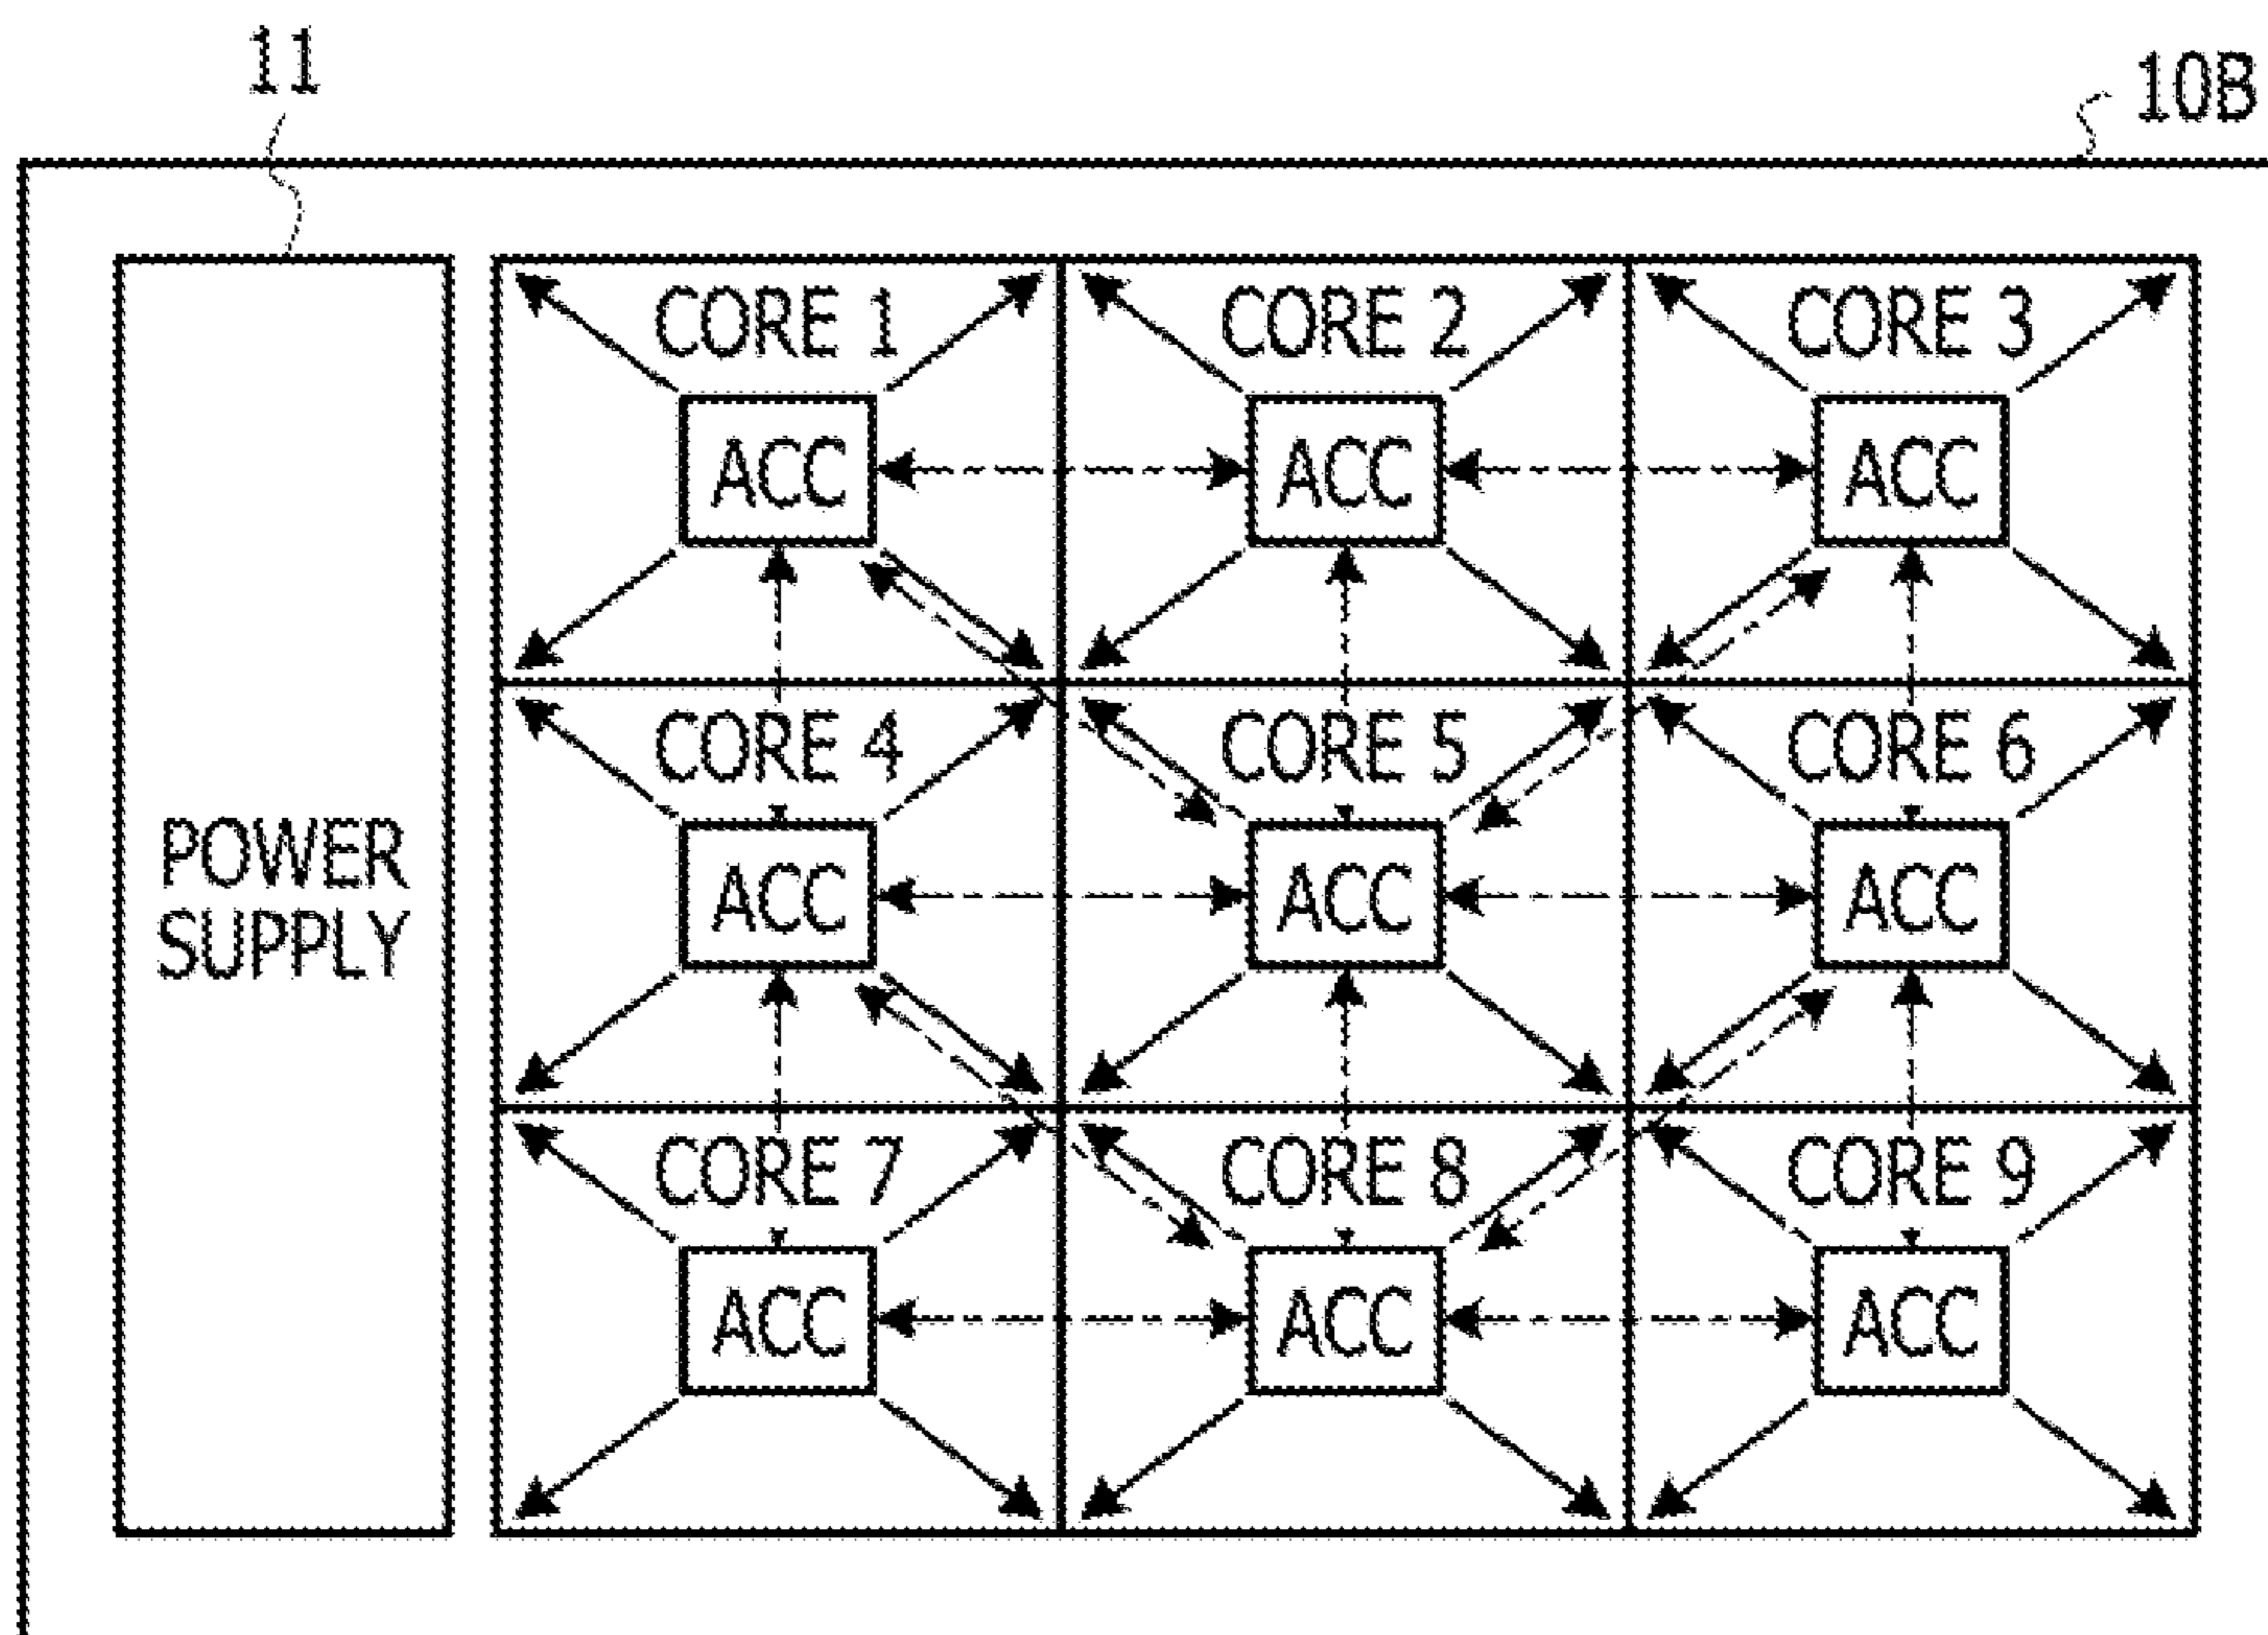 11
10B
CORE 1
CORE 2
CORE 3
ACC
ACC
ACC
CORE 4
CORE 5
CORE 6
POWER
SUPPLY
ACC
ACC
ACC
CORE 7
CORE 8
CORE 9
ACC
ACC
ACC